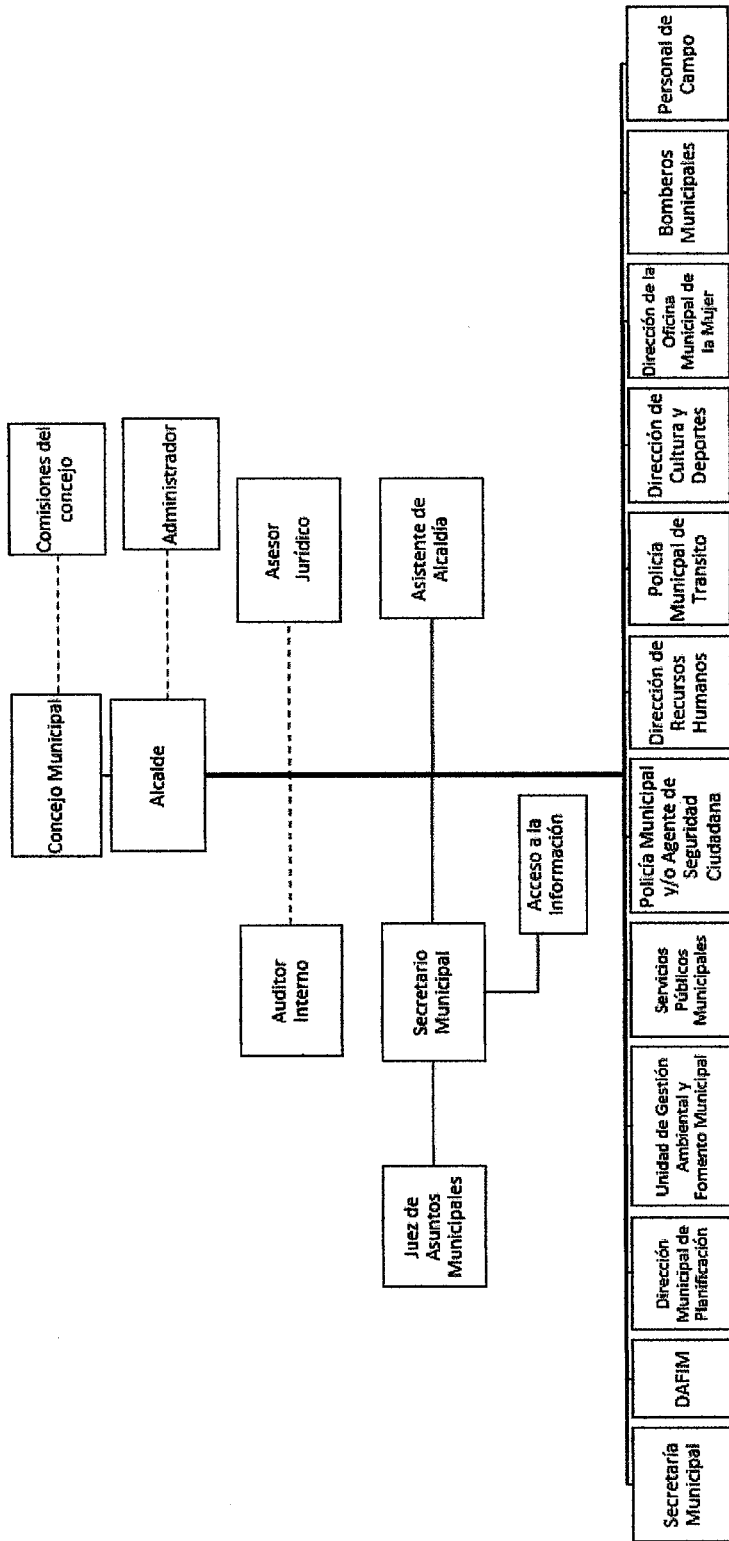 Concejo Municipal
Comisiones del
concejo
Alcalde
Administrador
Auditor
Interno
Asesor
Jurídico
Juez de
Asuntos
Municipales
Secretario
Municipal
Asistente de
Alcaldía
Acceso a la
Información
Secretaría
Municipal
DAFIM
Dirección
Municipal de
Planificación
Unidad de Gestión
Ambiental y
Fomento Municipal
Servicios
Públicos
Municipales
Policía Municipal
y/o Agente de
Seguridad
Ciudadana
Dirección de
Recursos
Humanos
Policía
Municpal de
Transito
Dirección de
Cultura y
Deportes
Dirección de la
Oficina
Municipal de
la Mujer
Bomberos
Municipales
Personal de
Campo